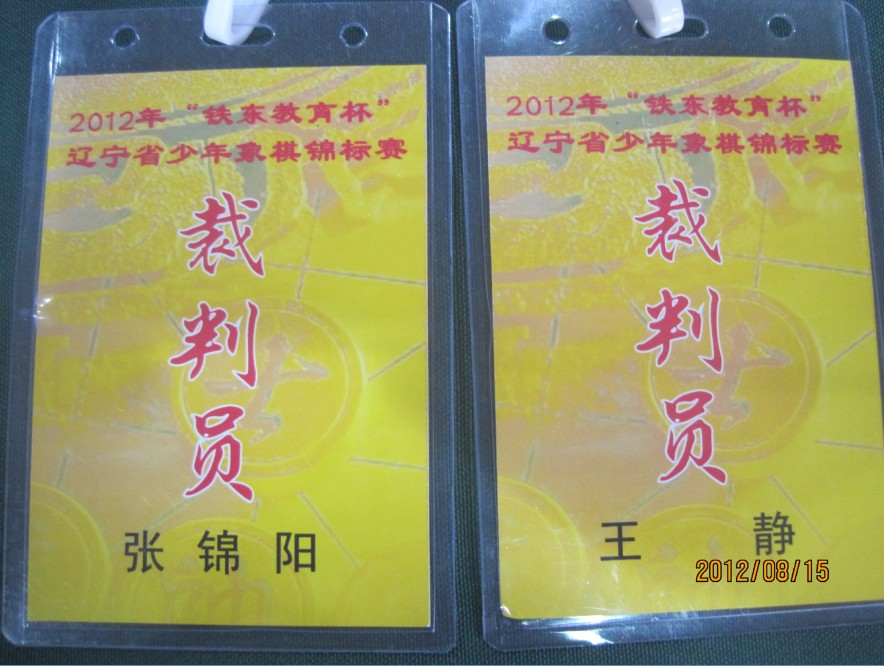 2012年“铁东教育杯”
辽宁省少年象棋锦标赛
裁判员
张锦阳
2012年“铁东教育杯”
辽宁省少年象棋锦标赛
裁判员
王静
2012/08/15